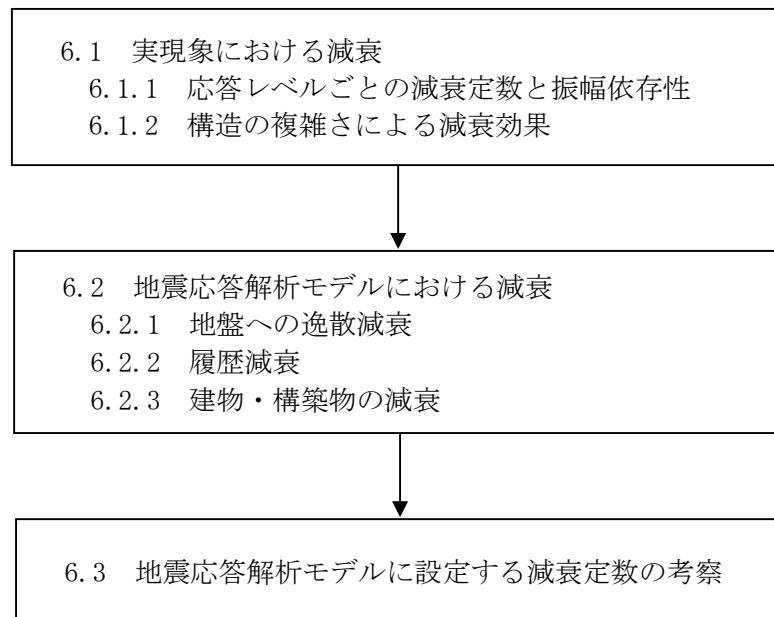 6.1 実現象における減衰
6.1.1 応答レベルごとの減衰定数と振幅依存性
6.1.2 構造の複雑さによる減衰効果
6.2 地震応答解析モデルにおける減衰
6.2.1 地盤への逸散減衰
6.2.2 履歴減衰
6.2.3 建物・構築物の減衰
6.3 地震応答解析モデルに設定する減衰定数の考察